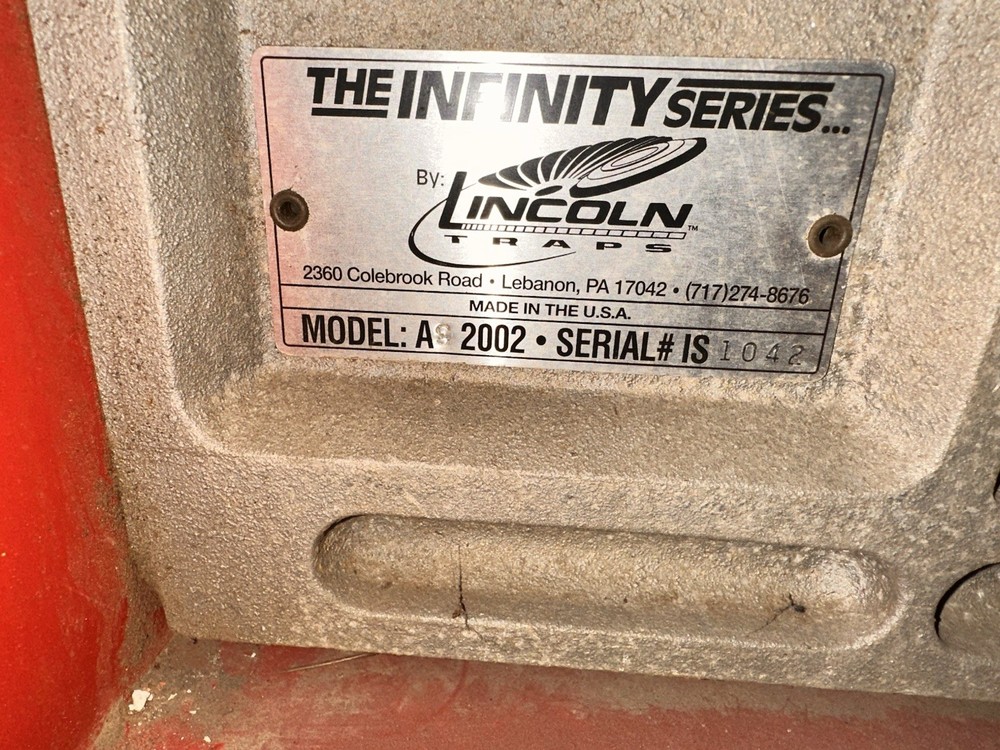 THE INFINITY SERIES...
By: LINCOLN™
TRAPS
2360 Colebrook Road • Lebanon, PA 17042 • (717)274-8676
MADE IN THE U.S.A.
MODEL: A 2002 • SERIAL# IS 1042